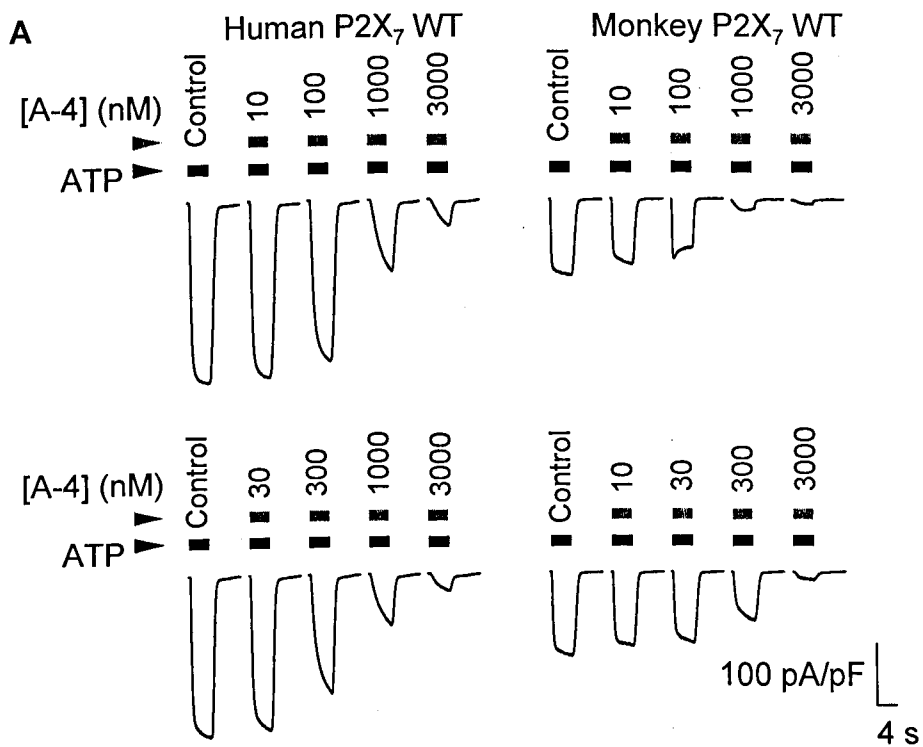 A
Human P2X₇ WT
Monkey P2X₇ WT
[A-4] (nM)
Control
10
100
1000
3000
Control
10
100
1000
3000
ATP
[A-4] (nM)
Control
30
300
1000
3000
Control
10
30
300
3000
ATP
100 pA/pF
4 s